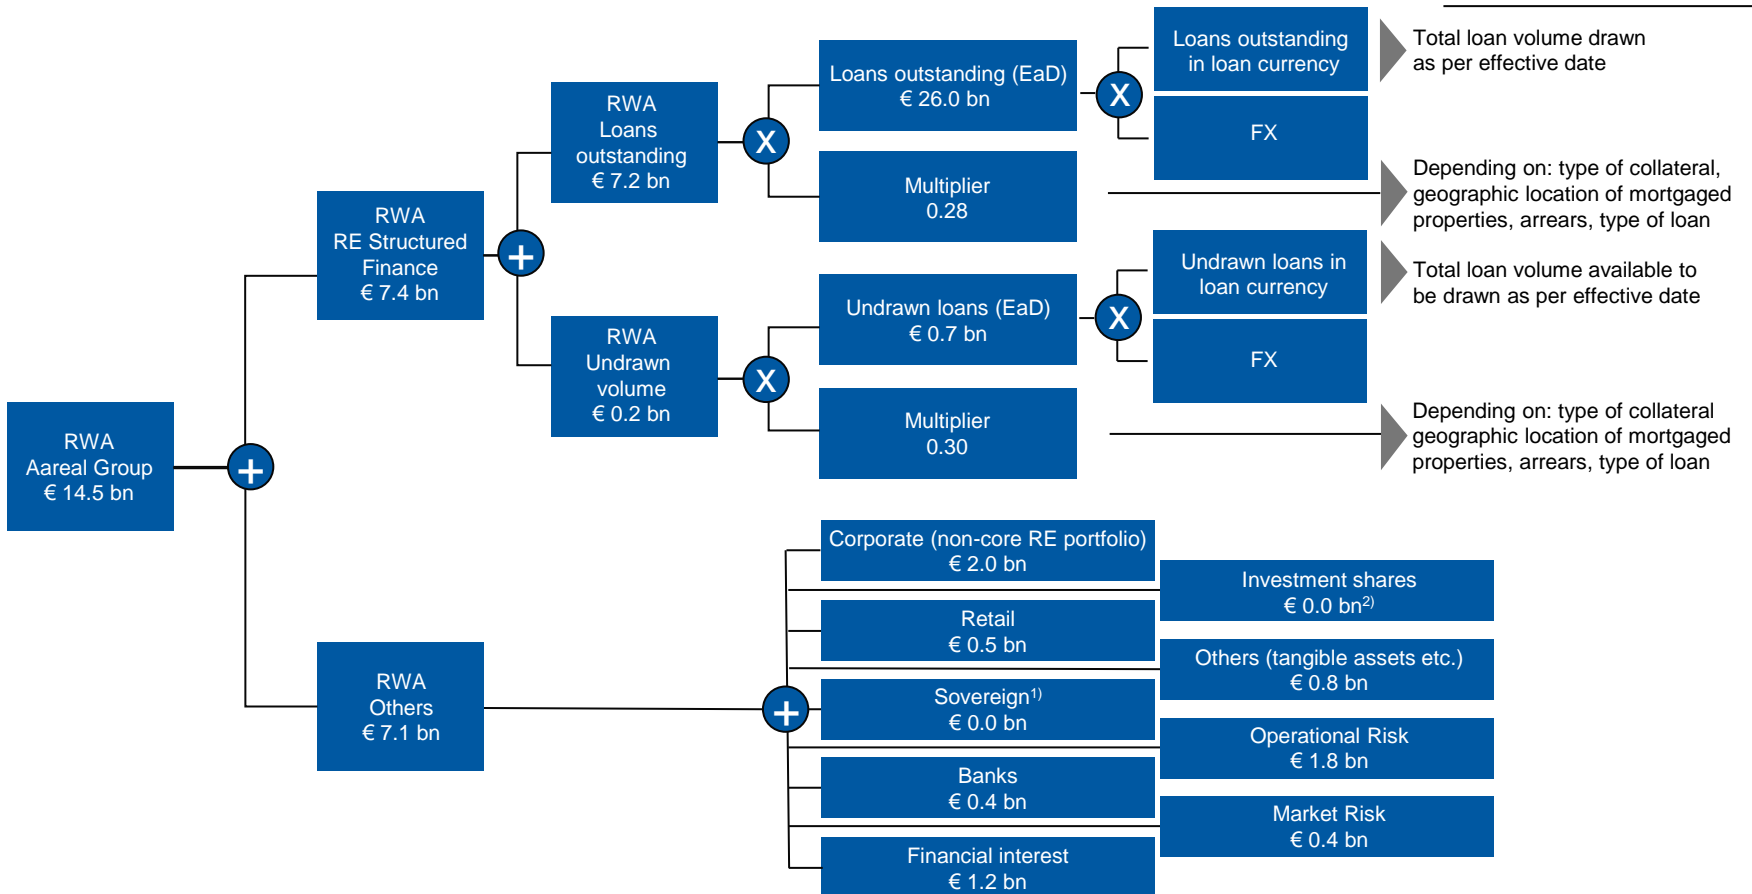 RWA
Aareal Group
€ 14.5 bn
+
RWA
RE Structured
Finance
€ 7.4 bn
+
RWA
Loans
outstanding
€ 7.2 bn
X
Loans outstanding (EaD)
€ 26.0 bn
X
Loans outstanding
in loan currency
Total loan volume drawn
as per effective date
FX
Multiplier
0.28
Depending on: type of collateral,
geographic location of mortgaged
properties, arrears, type of loan
RWA
Undrawn
volume
€ 0.2 bn
X
Undrawn loans (EaD)
€ 0.7 bn
X
Undrawn loans in
loan currency
Total loan volume available to
be drawn as per effective date
FX
Multiplier
0.30
Depending on: type of collateral
geographic location of mortgaged
properties, arrears, type of loan
RWA
Others
€ 7.1 bn
+
Corporate (non-core RE portfolio)
€ 2.0 bn
Investment shares
€ 0.0 bn2)
Retail
€ 0.5 bn
Others (tangible assets etc.)
€ 0.8 bn
Sovereign1)
€ 0.0 bn
Operational Risk
€ 1.8 bn
Banks
€ 0.4 bn
Market Risk
€ 0.4 bn
Financial interest
€ 1.2 bn